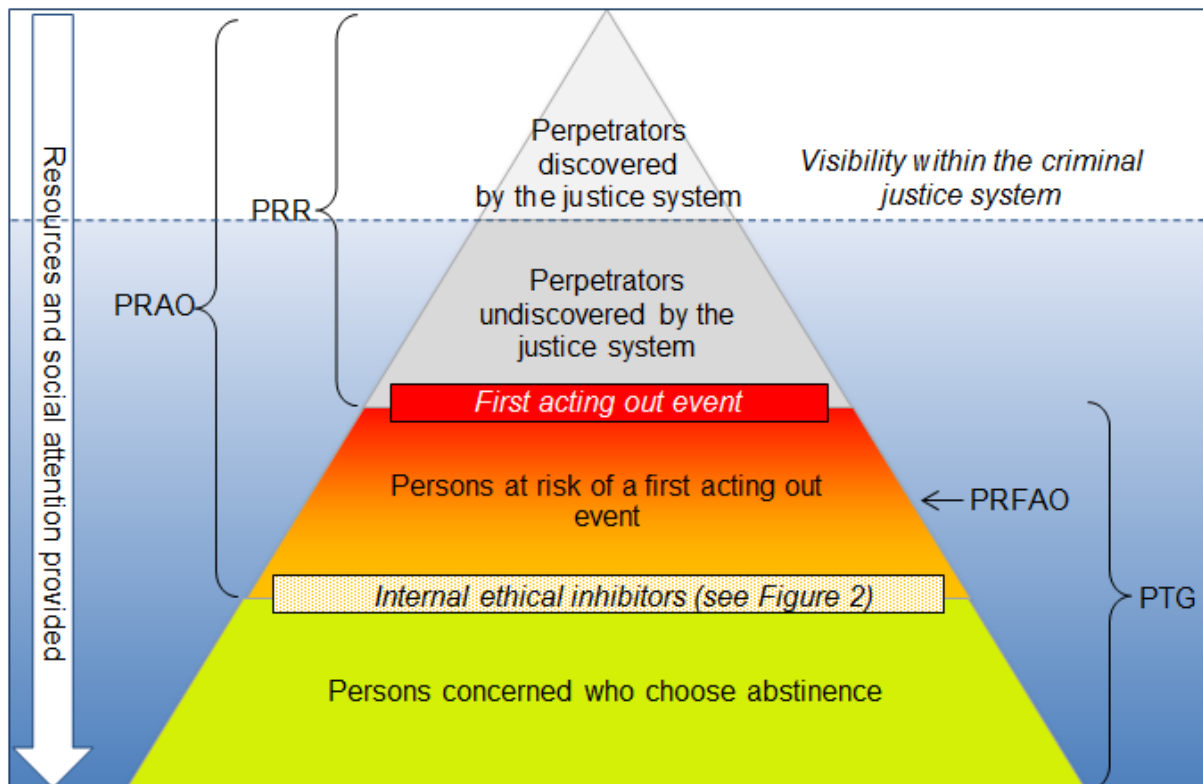 Perpetrators
discovered
by the justice system
Visibility within the criminal
justice system
PRR
Resources and social attention provided
Perpetrators
undiscovered by the
justice system
PRAO
First acting out event
Persons at risk of a first acting out
event
PRFAO
Internal ethical inhibitors (see Figure 2)
PTG
Persons concerned who choose abstinence